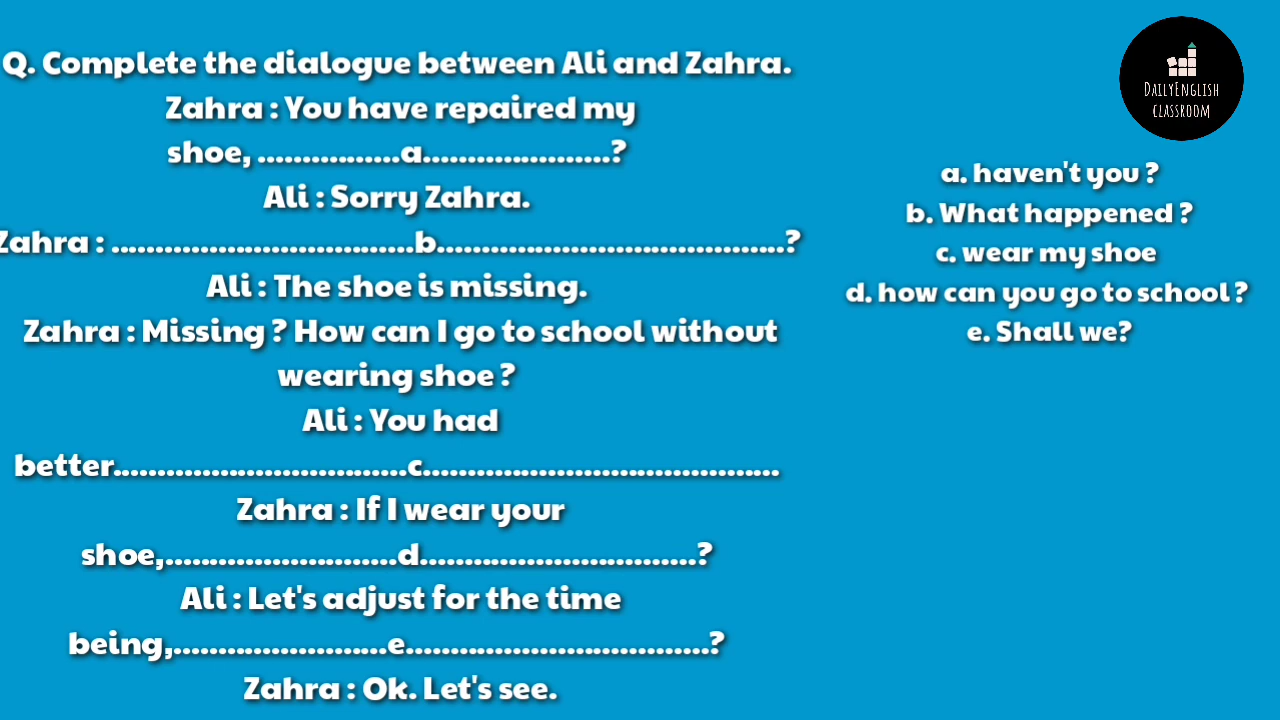 Q. Complete the dialogue between Ali and Zahra.
Zahra : You have repaired my
shoe, ................a.....................?
Ali : Sorry Zahra.
Zahra : ..................................b.......................................?
Ali : The shoe is missing.
Zahra : Missing ? How can I go to school without
wearing shoe ?
Ali : You had
better.................................c........................................
Zahra : If I wear your
shoe,..........................d...............................?
Ali : Let's adjust for the time
being,........................e..................................?
Zahra : Ok. Let's see.
DAILYENGLISH
CLASSROOM
a. haven't you ?
b. What happened ?
c. wear my shoe
d. how can you go to school ?
e. Shall we?